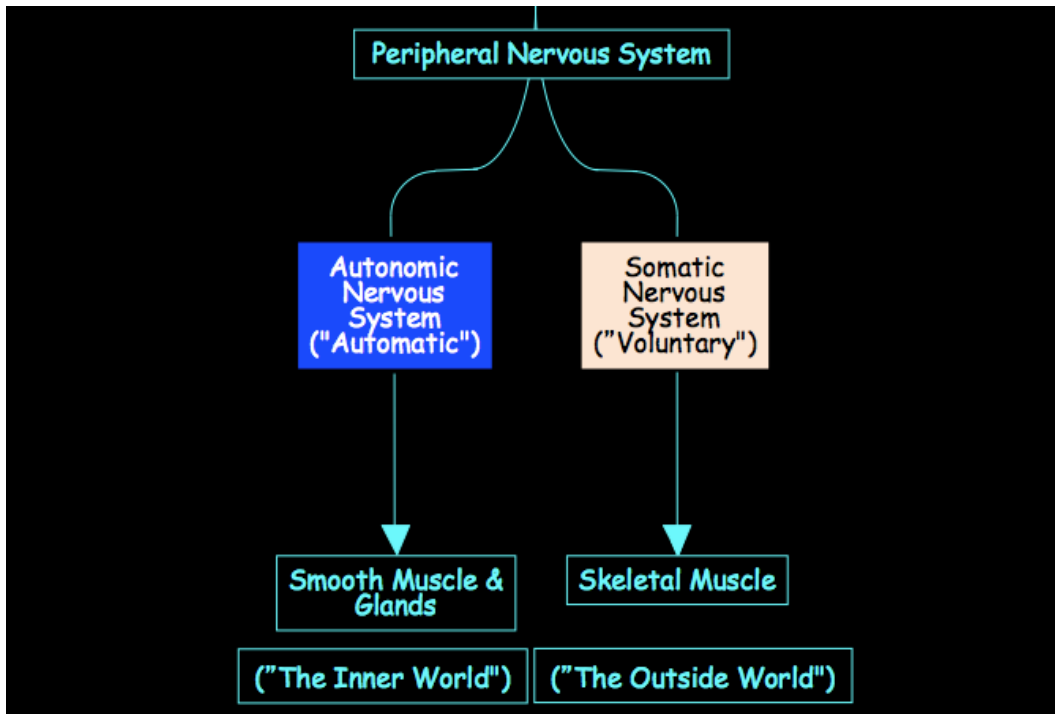 Peripheral Nervous System
Autonomic
Nervous
System
("Automatic")
Somatic
Nervous
System
(”Voluntary")
Smooth Muscle &
Glands
Skeletal Muscle
(”The Inner World")
(”The Outside World")